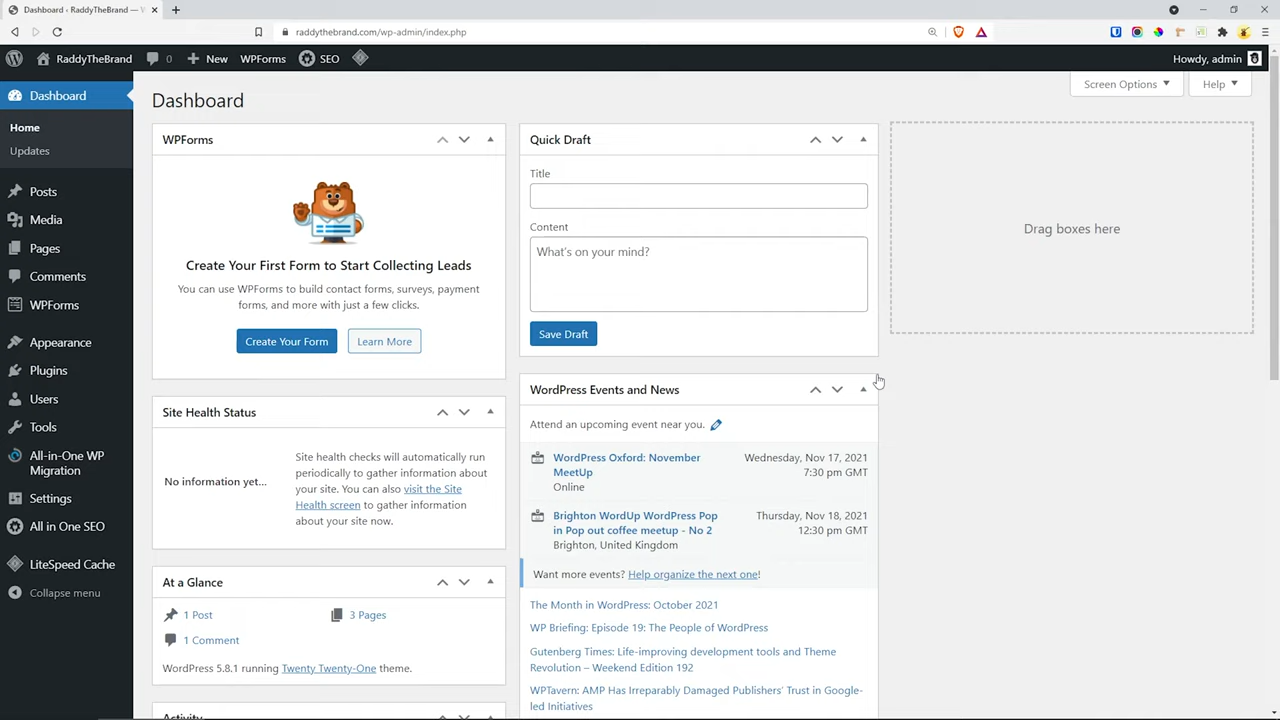 Dashboard ‹ RaddyTheBrand — W
raddythebrand.com/wp-admin/index.php
RaddyTheBrand
0
New
WPForms
SEO
Howdy, admin
Dashboard
Home
Updates
Posts
Media
Pages
Comments
WPForms
Appearance
Plugins
Users
Tools
All-in-One WP
Migration
Settings
All in One SEO
LiteSpeed Cache
Collapse menu
Screen Options
Help
Dashboard
WPForms
Create Your First Form to Start Collecting Leads
You can use WPForms to build contact forms, surveys, payment
forms, and more with just a few clicks.
Create Your Form
Learn More
Site Health Status
No information yet...
Site health checks will automatically run
periodically to gather information about
your site. You can also visit the Site
Health screen to gather information
about your site now.
At a Glance
1 Post
3 Pages
1 Comment
WordPress 5.8.1 running Twenty Twenty-One theme.
Activity
Quick Draft
Title
Content
What's on your mind?
Save Draft
WordPress Events and News
Attend an upcoming event near you.
WordPress Oxford: November
MeetUp
Online
Wednesday, Nov 17, 2021
7:30 pm GMT
Brighton WordUp WordPress Pop
in Pop out coffee meetup - No 2
Brighton, United Kingdom
Thursday, Nov 18, 2021
12:30 pm GMT
Want more events? Help organize the next one!
The Month in WordPress: October 2021
WP Briefing: Episode 19: The People of WordPress
Gutenberg Times: Life-improving development tools and Theme
Revolution – Weekend Edition 192
WPTavern: AMP Has Irreparably Damaged Publishers' Trust in Google-
led Initiatives
Drag boxes here